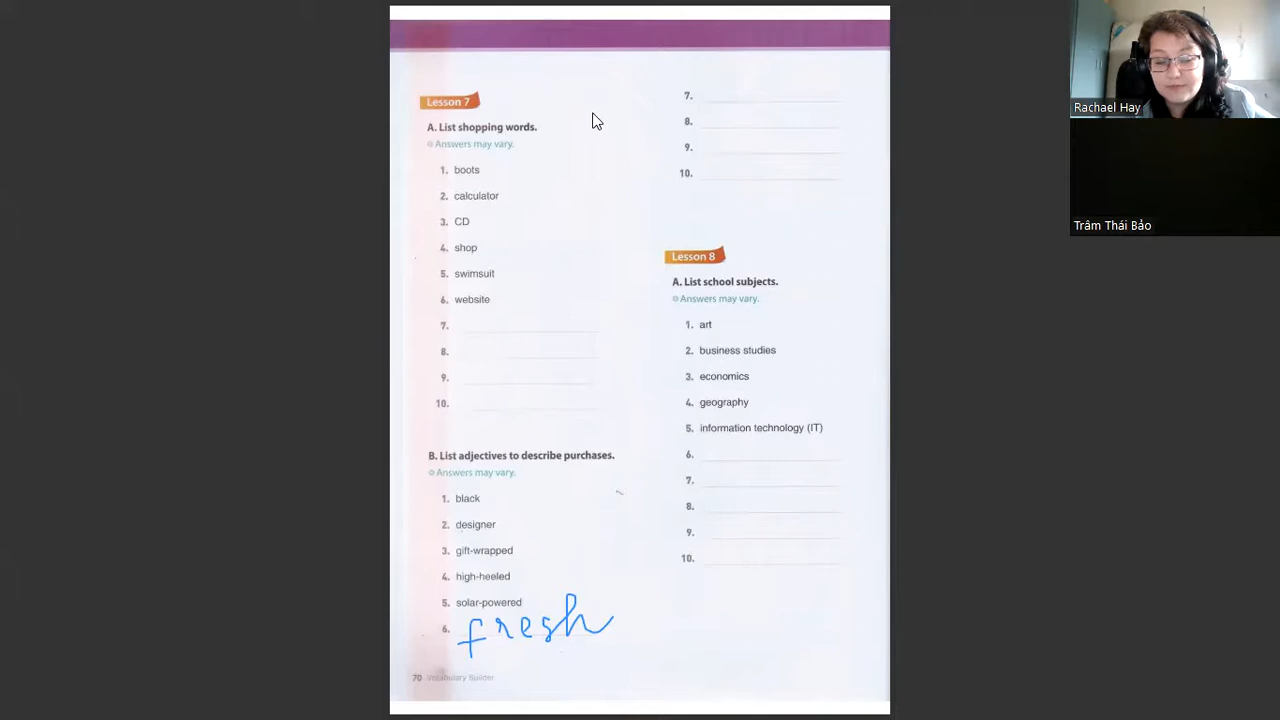 Lesson 7
A. List shopping words.
Answers may vary.
1. boots
2. calculator
3. CD
4. shop
5. swimsuit
6. website
7.
8.
9.
10.
B. List adjectives to describe purchases.
Answers may vary.
1. black
2. designer
3. gift-wrapped
4. high-heeled
5. solar-powered
6. fresh
70 Vocabulary Builder
7.
8.
9.
10.
Lesson 8
A. List school subjects.
Answers may vary.
1. art
2. business studies
3. economics
4. geography
5. information technology (IT)
6.
7.
8.
9.
10.
Rachael Hay
Trâm Thái Bảo